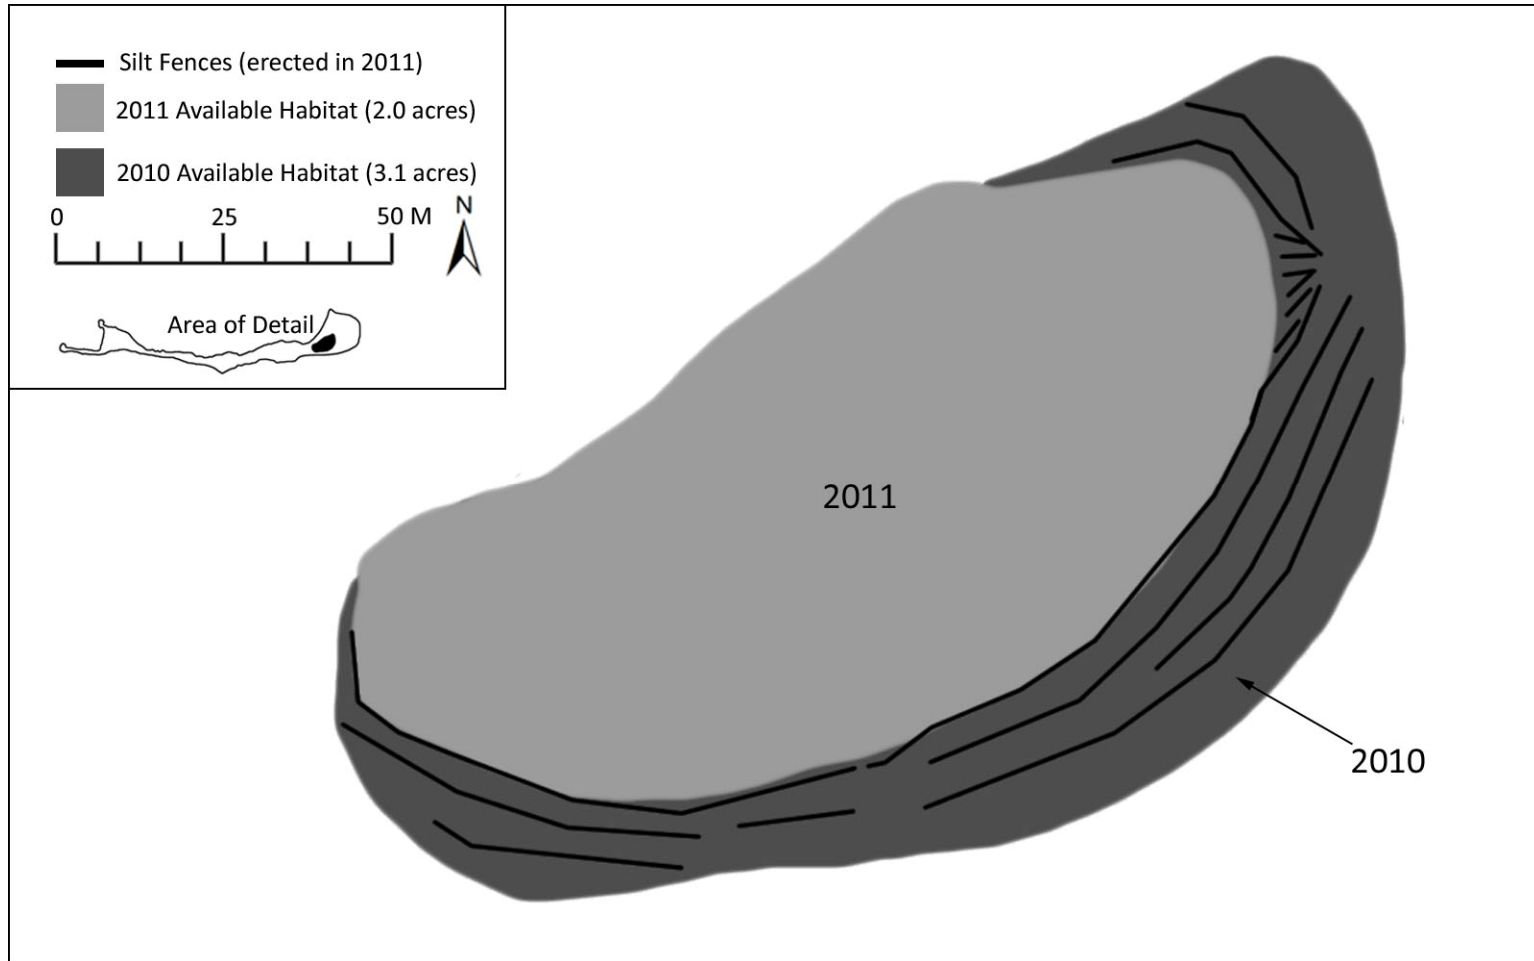 Silt Fences (erected in 2011)
2011 Available Habitat (2.0 acres)
2010 Available Habitat (3.1 acres)
0 25 50 M N
Area of Detail
2011
2010